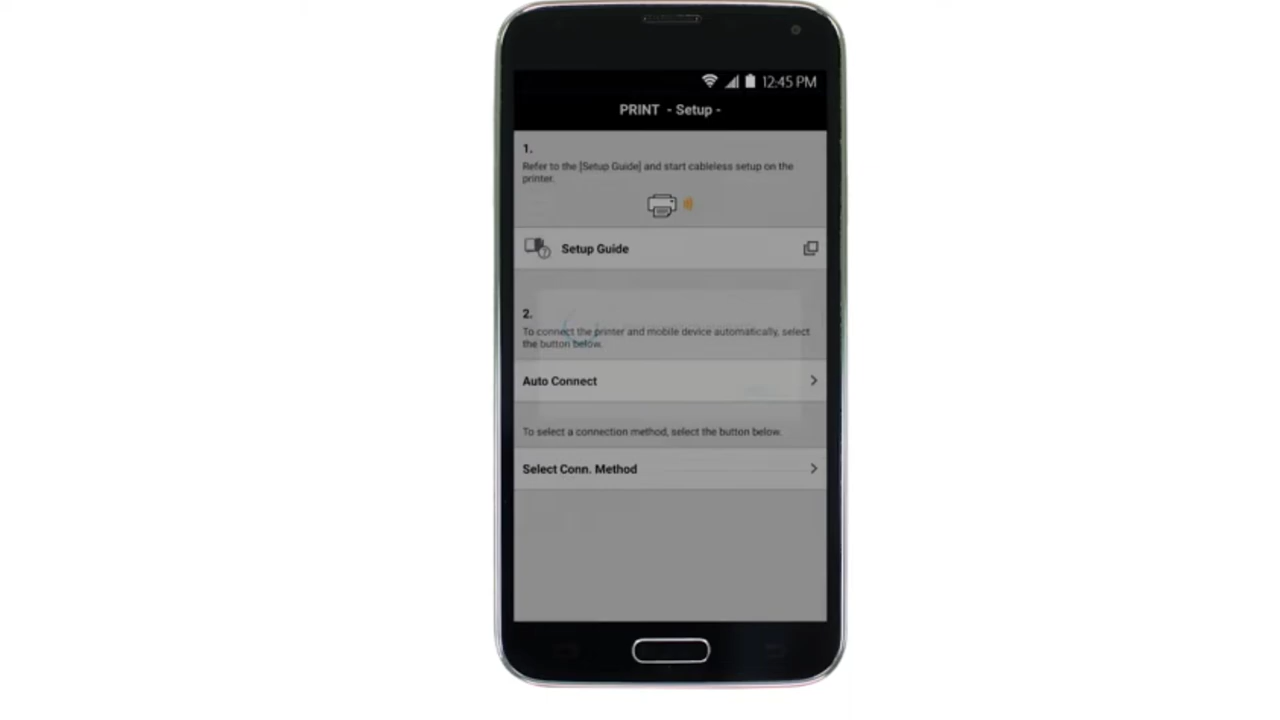 12:45 PM
PRINT - Setup -
1.
Refer to the [Setup Guide] and start cableless setup on the
printer.
Setup Guide
2.
To connect the printer and mobile device automatically, select
the button below.
Auto Connect
To select a connection method, select the button below.
Select Conn. Method